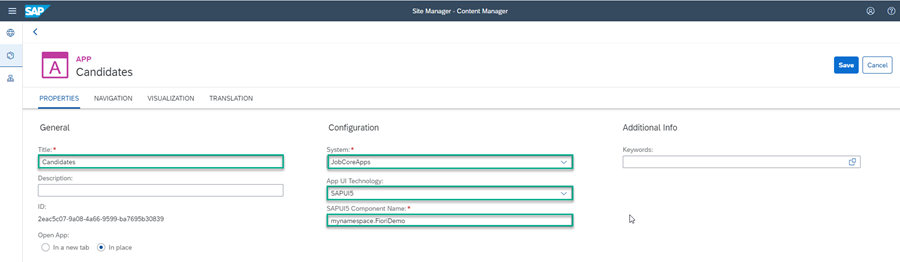 SAP
Site Manager - Content Manager
A
APP
Candidates
Save
Cancel
PROPERTIES
NAVIGATION
VISUALIZATION
TRANSLATION
General
Configuration
Additional Info
Title:*
Candidates
Description:
ID:
2eac5c07-9a08-4a66-9599-ba7695b30839
Open App:
In a new tab
In place
System:*
JobCoreApps
App UI Technology:
SAPUI5
SAPUI5 Component Name:*
mynamespace.FioriDemo
Keywords: